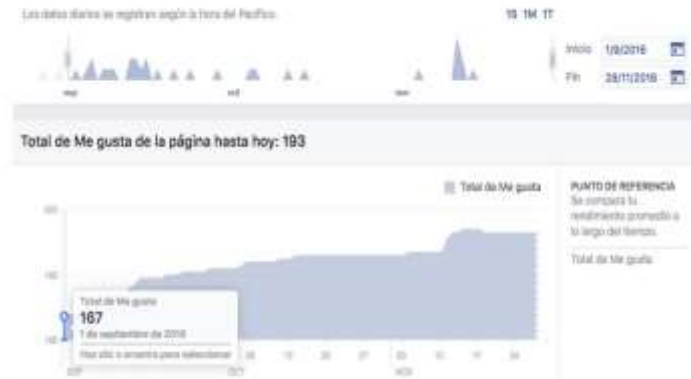 Los datos diarios se registran según la hora del Pacífico.
1S 1M 1T
Inicio 1/9/2016
Fin 28/11/2016
sep oct nov
Total de Me gusta de la página hasta hoy: 193
Total de Me gusta
PUNTO DE REFERENCIA
Se compara tu
rendimiento promedio a
lo largo del tiempo.
Total de Me gusta
Total de Me gusta
167
1 de septiembre de 2016
Haz clic o arrastra para seleccionar
SEP OCT NOV